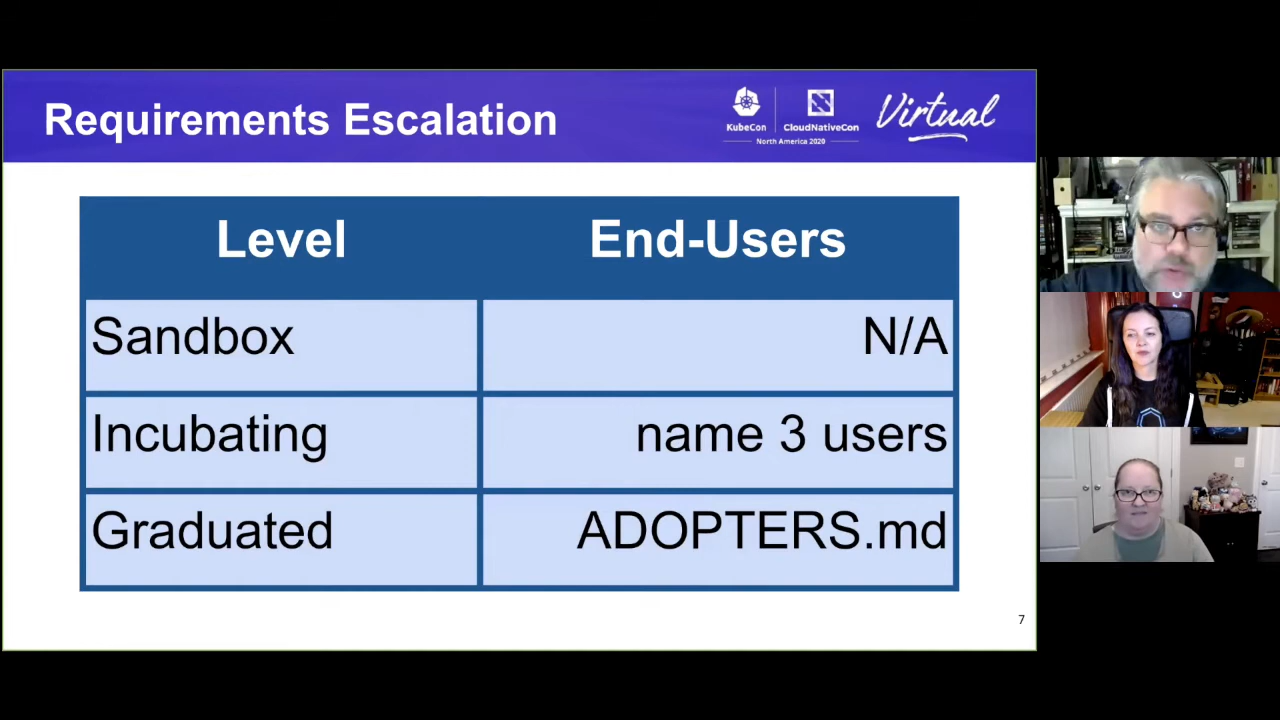 Requirements Escalation
KubeCon
CloudNativeCon
North America 2020
Virtual
Level
End-Users
Sandbox
N/A
Incubating
name 3 users
Graduated
ADOPTERS.md
7